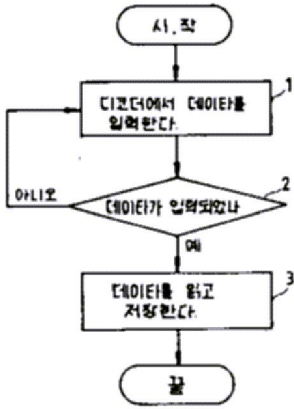 시,작
1
디코더에서 데이타를
입력한다.
2
아니오
데이타가 입력되었나
예
3
데이타를 읽고
저장한다.
끝